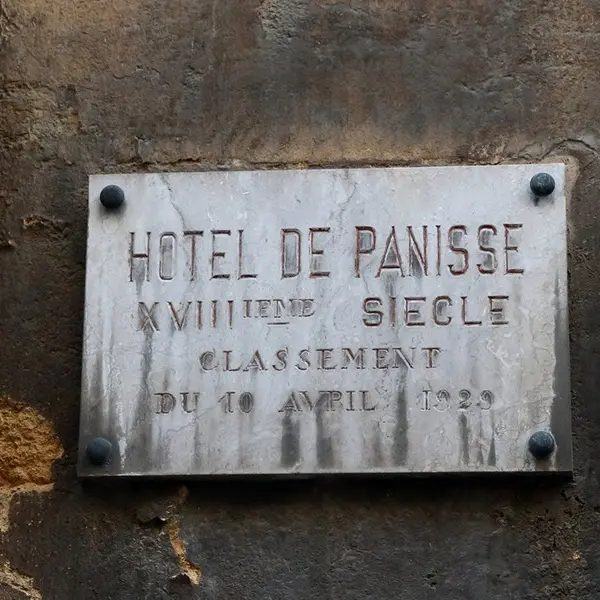 HOTEL DE PANISSE
XVIIIIEME SIECLE
CLASSEMENT
DU 10 AVRIL 1929